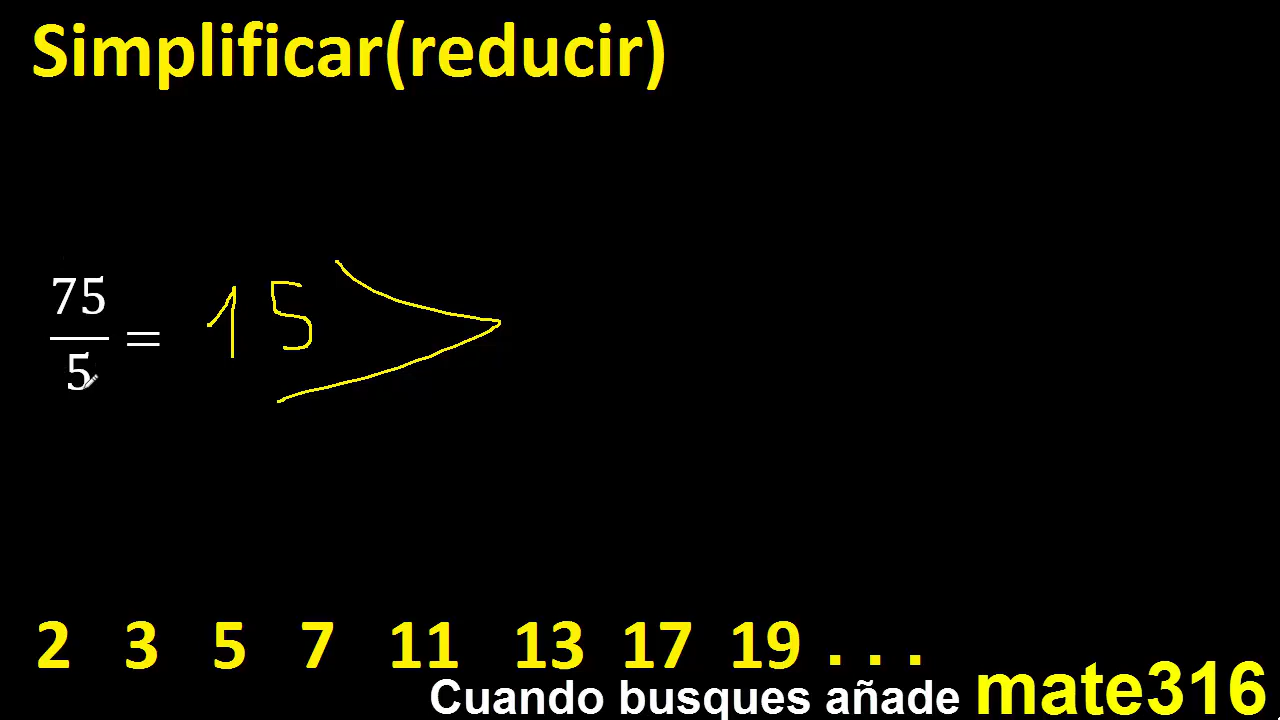 Simplificar(reducir)
75
5
= 15
2 3 5 7 11 13 17 19 . . .
Cuando busques añade mate316